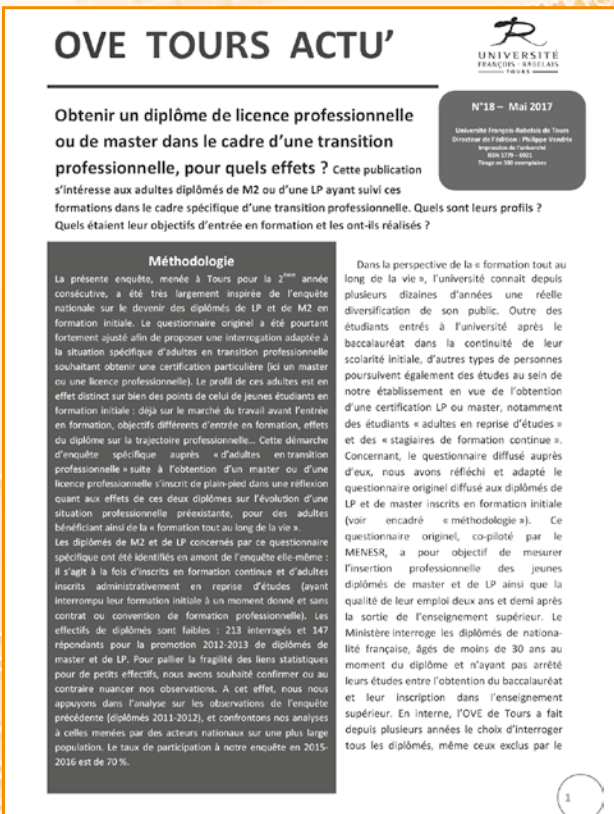 OVE TOURS ACTU'
UNIVERSITÉ
FRANÇOIS - RABELAIS
TOURS
N°18 – Mai 2017
Université François-Rabelais de Tours
Directeur de l'édition : Philippe Vendrix
Impression de l'université
ISSN 1779 – 0921
Tirage en 300 exemplaires
Obtenir un diplôme de licence professionnelle
ou de master dans le cadre d'une transition
professionnelle, pour quels effets ? Cette publication
s'intéresse aux adultes diplômés de M2 ou d'une LP ayant suivi ces
formations dans le cadre spécifique d'une transition professionnelle. Quels sont leurs profils ?
Quels étaient leur objectifs d'entrée en formation et les ont-ils réalisés ?
Méthodologie
La présente enquête, menée à Tours pour la 2ème année
consécutive, a été très largement inspirée de l'enquête
nationale sur le devenir des diplômés de LP et de M2 en
formation initiale. Le questionnaire originel a été pourtant
fortement ajusté afin de proposer une interrogation adaptée à
la situation spécifique d'adultes en transition professionnelle
souhaitant obtenir une certification particulière (ici un master
ou une licence professionnelle). Le profil de ces adultes est en
effet distinct sur bien des points de celui de jeunes étudiants en
formation initiale : déjà sur le marché du travail avant l'entrée
en formation, objectifs différents d'entrée en formation, effets
du diplôme sur la trajectoire professionnelle... Cette démarche
d'enquête spécifique auprès « d'adultes en transition
professionnelle » suite à l'obtention d'un master ou d'une
licence professionnelle s'inscrit de plain-pied dans une réflexion
quant aux effets de ces deux diplômes sur l'évolution d'une
situation professionnelle préexistante, pour des adultes
bénéficiant ainsi de la « formation tout au long de la vie ».
Les diplômés de M2 et de LP concernés par ce questionnaire
spécifique ont été identifiés en amont de l'enquête elle-même :
il s'agit à la fois d'inscrits en formation continue et d'adultes
inscrits administrativement en reprise d'études (ayant
interrompu leur formation initiale à un moment donné et sans
contrat ou convention de formation professionnelle). Les
effectifs de diplômés sont faibles : 213 interrogés et 147
répondants pour la promotion 2012-2013 de diplômés de
master et de LP. Pour pallier la fragilité des liens statistiques
pour de petits effectifs, nous avons souhaité confirmer ou au
contraire nuancer nos observations. A cet effet, nous nous
appuyons dans l'analyse sur les observations de l'enquête
précédente (diplômés 2011-2012), et confrontons nos analyses
à celles menées par des acteurs nationaux sur une plus large
population. Le taux de participation à notre enquête en 2015-
2016 est de 70 %.
Dans la perspective de la « formation tout au
long de la vie », l'université connait depuis
plusieurs dizaines d'années une réelle
diversification de son public. Outre des
étudiants entrés à l'université après le
baccalauréat dans la continuité de leur
scolarité initiale, d'autres types de personnes
poursuivent également des études au sein de
notre établissement en vue de l'obtention
d'une certification LP ou master, notamment
des étudiants « adultes en reprise d'études »
et des « stagiaires de formation continue ».
Concernant, le questionnaire diffusé auprès
d'eux, nous avons réfléchi et adapté le
questionnaire originel diffusé aux diplômés de
LP et de master inscrits en formation initiale
(voir encadré « méthodologie »). Ce
questionnaire originel, co-piloté par le
MENESR, a pour objectif de mesurer
l'insertion professionnelle des jeunes
diplômés de master et de LP ainsi que la
qualité de leur emploi deux ans et demi après
la sortie de l'enseignement supérieur. Le
Ministère interroge les diplômés de nationa-
lité française, âgés de moins de 30 ans au
moment du diplôme et n'ayant pas arrêté
leurs études entre l'obtention du baccalauréat
et leur inscription dans l'enseignement
supérieur. En interne, l'OVE de Tours a fait
depuis plusieurs années le choix d'interroger
tous les diplômés, même ceux exclus par le
1